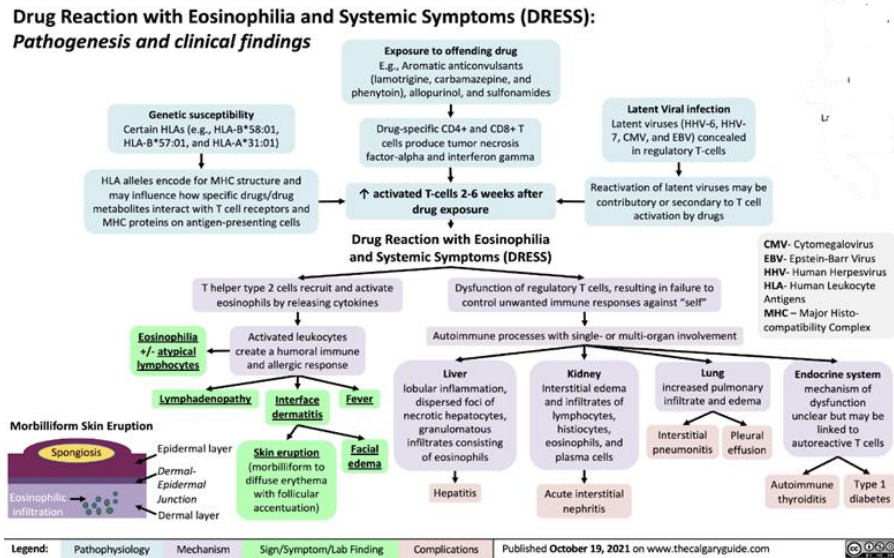 Drug Reaction with Eosinophilia and Systemic Symptoms (DRESS):
Pathogenesis and clinical findings
Exposure to offending drug
E.g., Aromatic anticonvulsants
(lamotrigine, carbamazepine, and
phenytoin), allopurinol, and sulfonamides
Genetic susceptibility
Certain HLAs (e.g., HLA-B*58:01,
HLA-B*57:01, and HLA-A*31:01)
Drug-specific CD4+ and CD8+ T
cells produce tumor necrosis
factor-alpha and interferon gamma
Latent Viral infection
Latent viruses (HHV-6, HHV-
7, CMV, and EBV) concealed
in regulatory T-cells
HLA alleles encode for MHC structure and
may influence how specific drugs/drug
metabolites interact with T cell receptors and
MHC proteins on antigen-presenting cells
↑ activated T-cells 2-6 weeks after
drug exposure
Reactivation of latent viruses may be
contributory or secondary to T cell
activation by drugs
Drug Reaction with Eosinophilia
and Systemic Symptoms (DRESS)
CMV- Cytomegalovirus
EBV- Epstein-Barr Virus
HHV- Human Herpesvirus
HLA- Human Leukocyte
Antigens
MHC – Major Histo-
compatibility Complex
T helper type 2 cells recruit and activate
eosinophils by releasing cytokines
Dysfunction of regulatory T cells, resulting in failure to
control unwanted immune responses against "self"
Eosinophilia
+/- atypical
lymphocytes
Activated leukocytes
create a humoral immune
and allergic response
Autoimmune processes with single- or multi-organ involvement
Lymphadenopathy
Interface
dermatitis
Fever
Skin eruption
(morbilliform to
diffuse erythema
with follicular
accentuation)
Facial
edema
Liver
lobular inflammation,
dispersed foci of
necrotic hepatocytes,
granulomatous
infiltrates consisting
of eosinophils
Hepatitis
Kidney
Interstitial edema
and infiltrates of
lymphocytes,
histiocytes,
eosinophils, and
plasma cells
Acute interstitial
nephritis
Lung
increased pulmonary
infiltrate and edema
Interstitial
pneumonitis
Pleural
effusion
Endocrine system
mechanism of
dysfunction
unclear but may be
linked to
autoreactive T cells
Autoimmune
thyroiditis
Type 1
diabetes
Morbilliform Skin Eruption
Spongiosis
Epidermal layer
Dermal-
Epidermal
Junction
Eosinophilic
infiltration
Dermal layer
Legend:
Pathophysiology
Mechanism
Sign/Symptom/Lab Finding
Complications
Published October 19, 2021 on www.thecalgaryguide.com